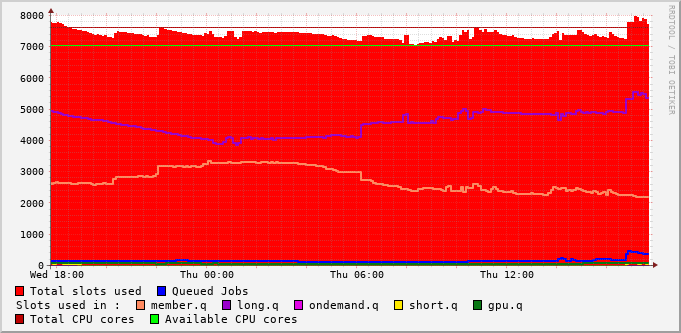 8000
7000
6000
5000
4000
3000
2000
1000
0
Wed 18:00 Thu 00:00 Thu 06:00 Thu 12:00
RRDTOOL / TOBI OETIKER
Total slots used Queued Jobs
Slots used in : member.q long.q ondemand.q short.q gpu.q
Total CPU cores Available CPU cores